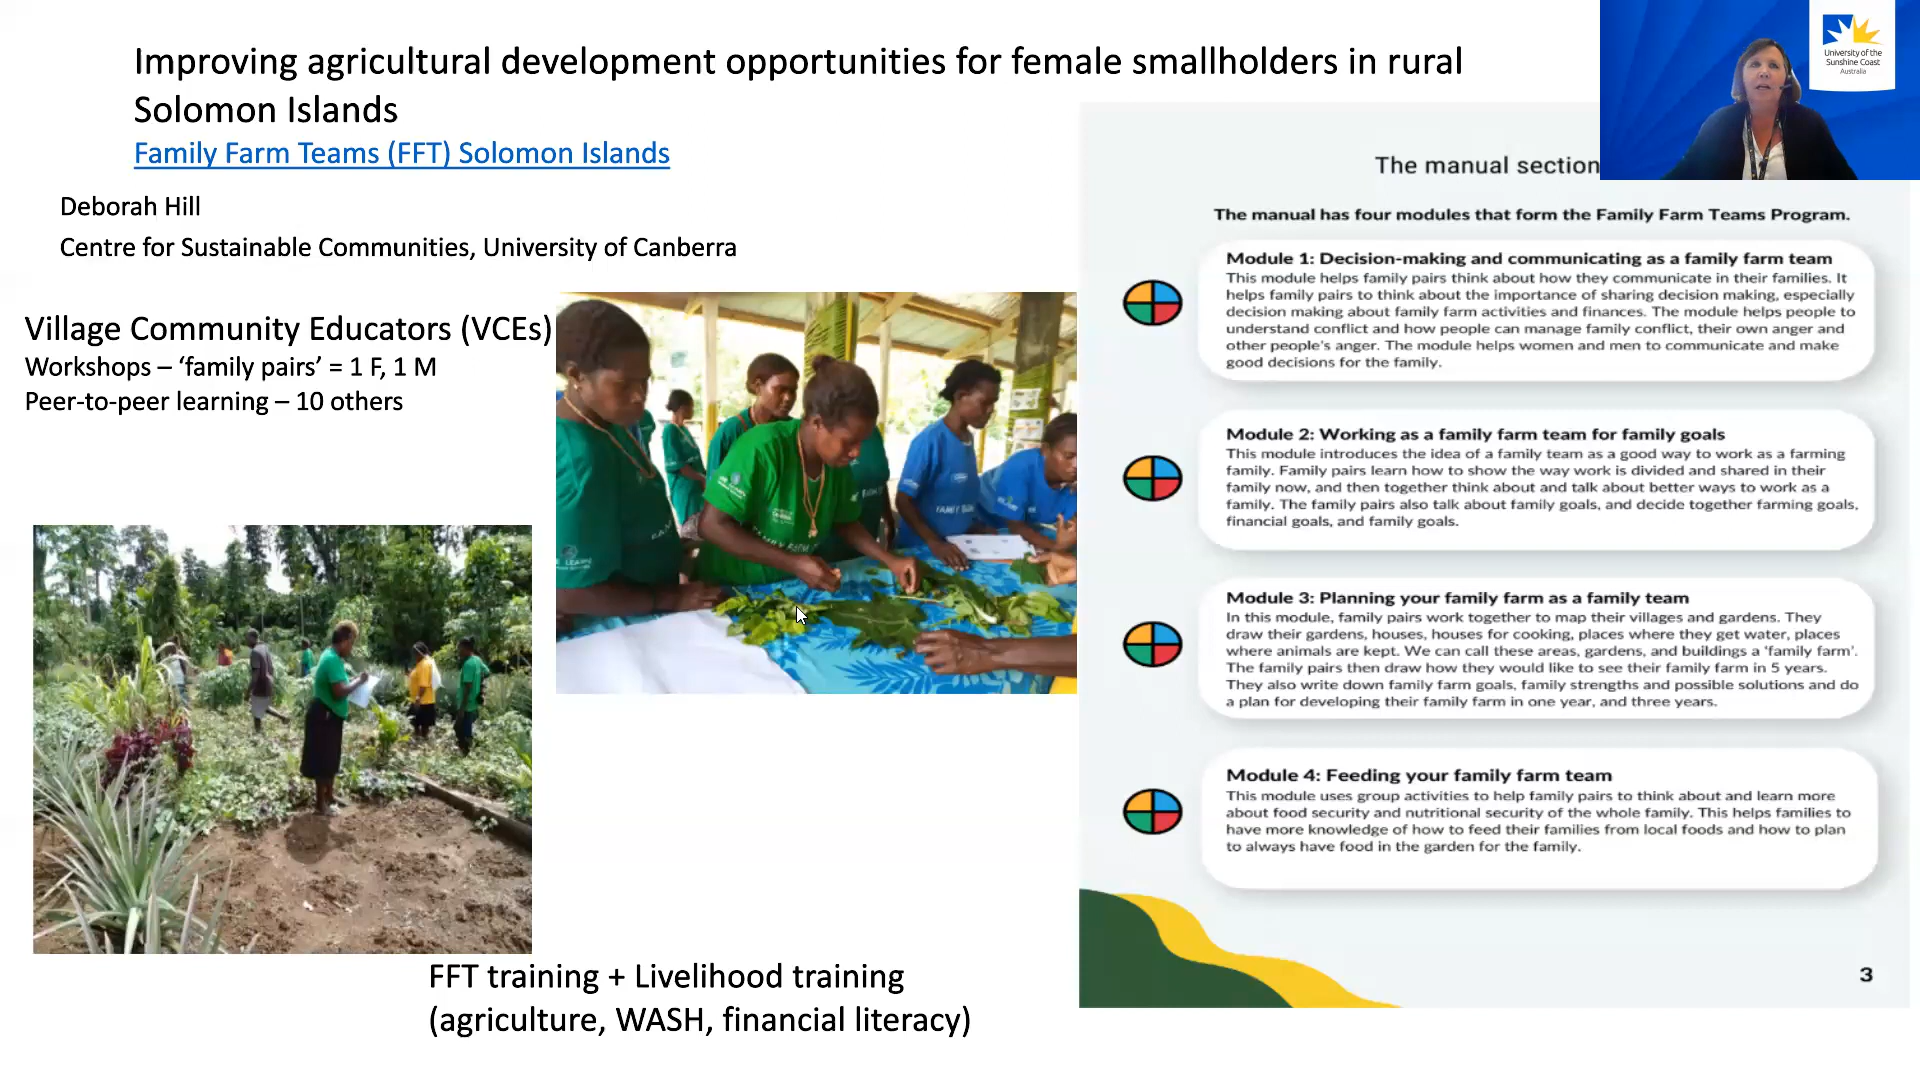 Improving agricultural development opportunities for female smallholders in rural
Solomon Islands
Family Farm Teams (FFT) Solomon Islands
Deborah Hill
Centre for Sustainable Communities, University of Canberra
Village Community Educators (VCEs)
Workshops – ‘family pairs’ = 1 F, 1 M
Peer-to-peer learning – 10 others
FFT training + Livelihood training
(agriculture, WASH, financial literacy)
The manual section
The manual has four modules that form the Family Farm Teams Program.
Module 1: Decision-making and communicating as a family farm team
This module helps family pairs think about how they communicate in their families. It
helps family pairs to think about the importance of sharing decision making, especially
decision making about family farm activities and finances. The module helps people to
understand conflict and how people can manage family conflict, their own anger and
other people's anger. The module helps women and men to communicate and make
good decisions for the family.
Module 2: Working as a family farm team for family goals
This module introduces the idea of a family team as a good way to work as a farming
family. Family pairs learn how to show the way work is divided and shared in their
family now, and then together think about and talk about better ways to work as a
family. The family pairs also talk about family goals, and decide together farming goals,
financial goals, and family goals.
Module 3: Planning your family farm as a family team
In this module, family pairs work together to map their villages and gardens. They
draw their gardens, houses, houses for cooking, places where they get water, places
where animals are kept. We can call these areas, gardens, and buildings a 'family farm'.
The family pairs then draw how they would like to see their family farm in 5 years.
They also write down family farm goals, family strengths and possible solutions and do
a plan for developing their family farm in one year, and three years.
Module 4: Feeding your family farm team
This module uses group activities to help family pairs to think about and learn more
about food security and nutritional security of the whole family. This helps families to
have more knowledge of how to feed their families from local foods and how to plan
to always have food in the garden for the family.
3
University of the
Sunshine Coast
Australia
FAMILY FARM
FAMILY